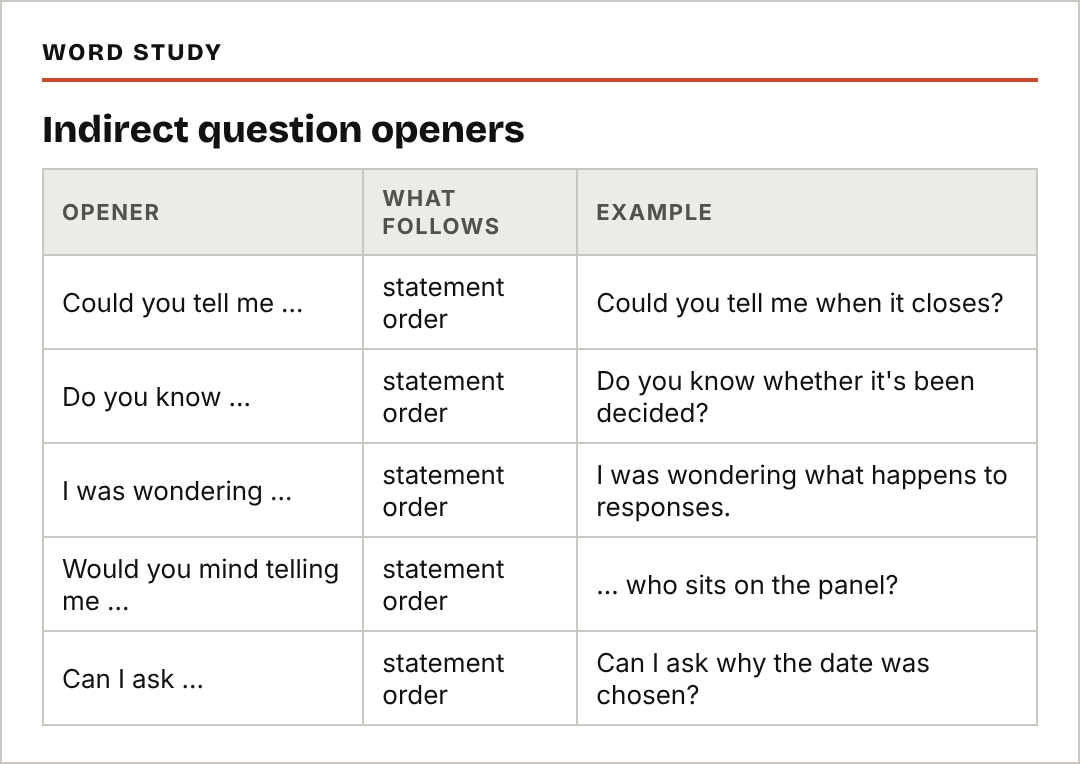 WORD STUDY
Indirect question openers
OPENER
WHAT
FOLLOWS
EXAMPLE
Could you tell me ...
statement
order
Could you tell me when it closes?
Do you know ...
statement
order
Do you know whether it's been
decided?
I was wondering ...
statement
order
I was wondering what happens to
responses.
Would you mind telling
me ...
statement
order
... who sits on the panel?
Can I ask ...
statement
order
Can I ask why the date was
chosen?